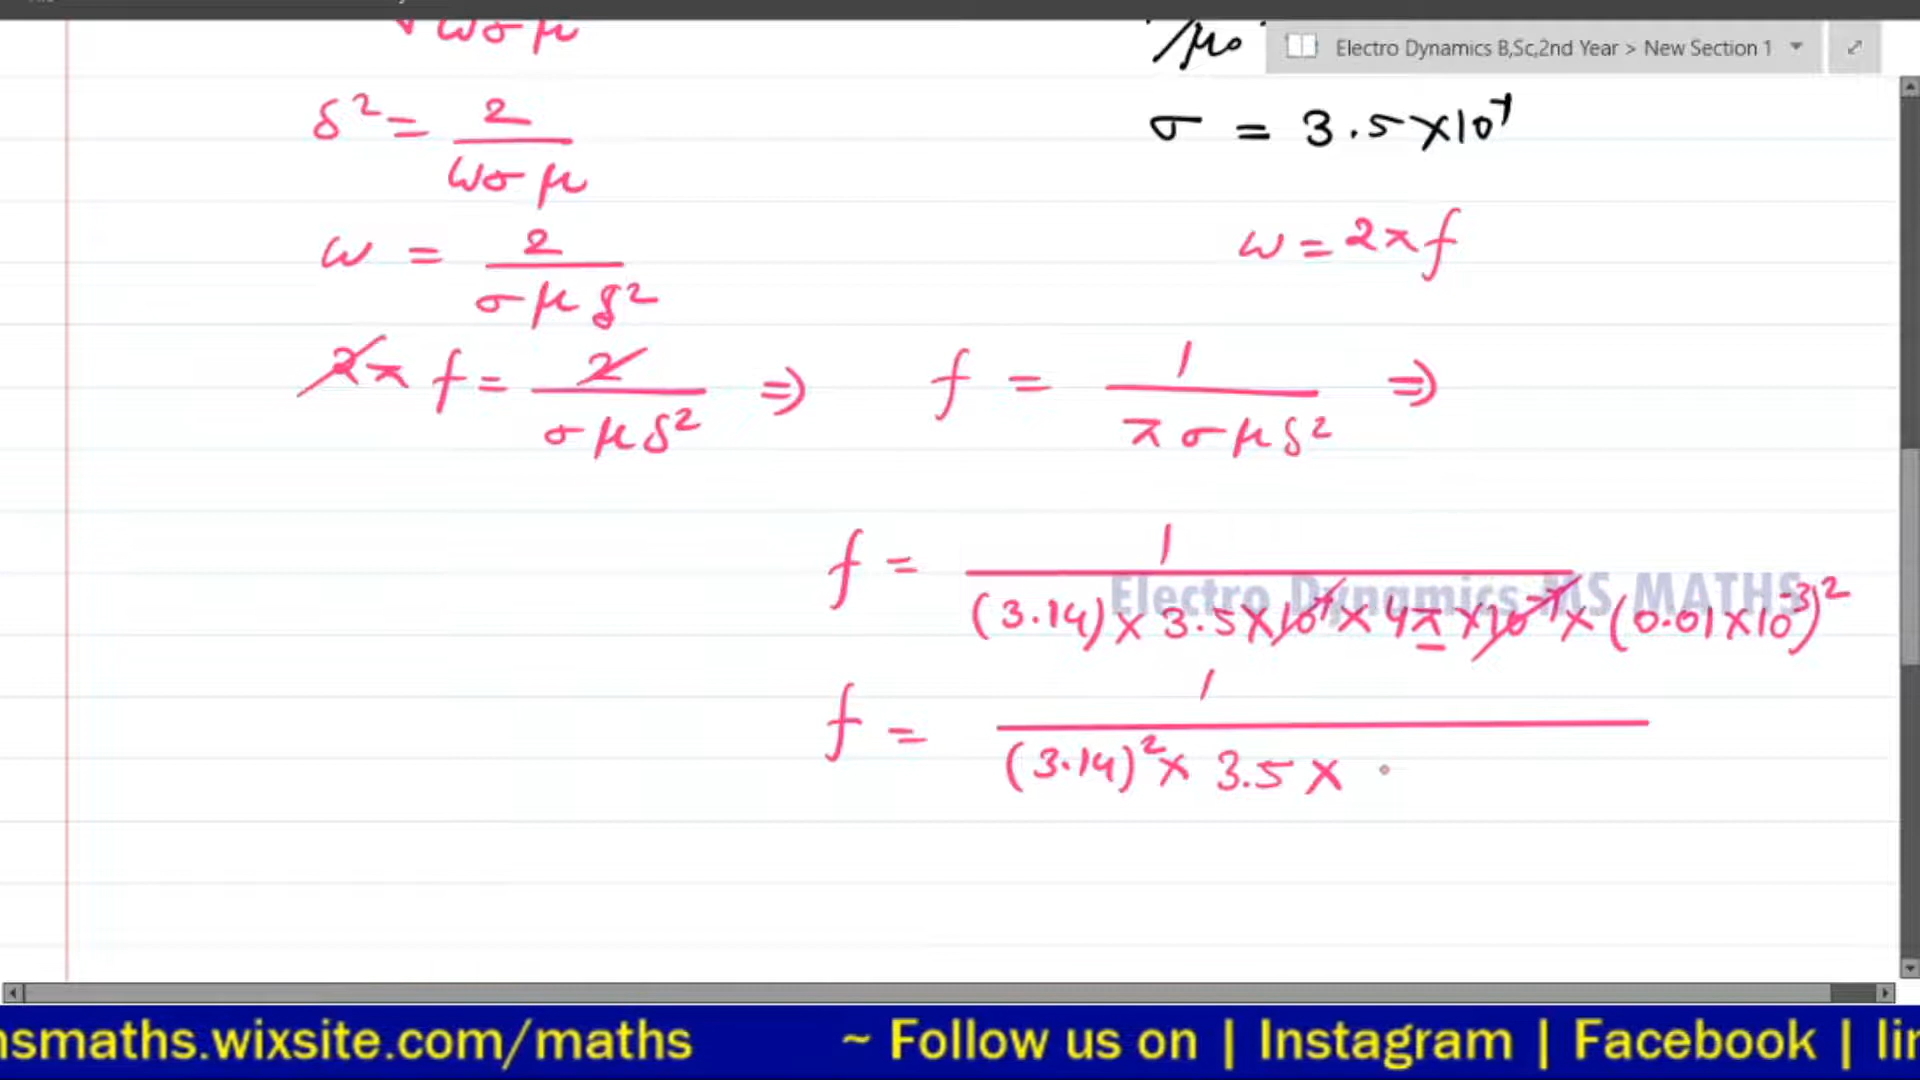 √ωσμ
/μ₀
Electro Dynamics B,Sc,2nd Year > New Section 1
δ² = 2/ωσμ
σ = 3.5×10⁷
ω = 2/σμδ²
ω = 2πf
2π f = 2/σμδ² ⇒ f = 1/πσμδ² ⇒
f = 1/(3.14)×3.5×10⁷×4π×10⁻⁷×(0.01×10⁻³)²
Electro Dynamics MS MATHS
f = 1/(3.14)²×3.5×
nsmaths.wixsite.com/maths ~ Follow us on | Instagram | Facebook | lin